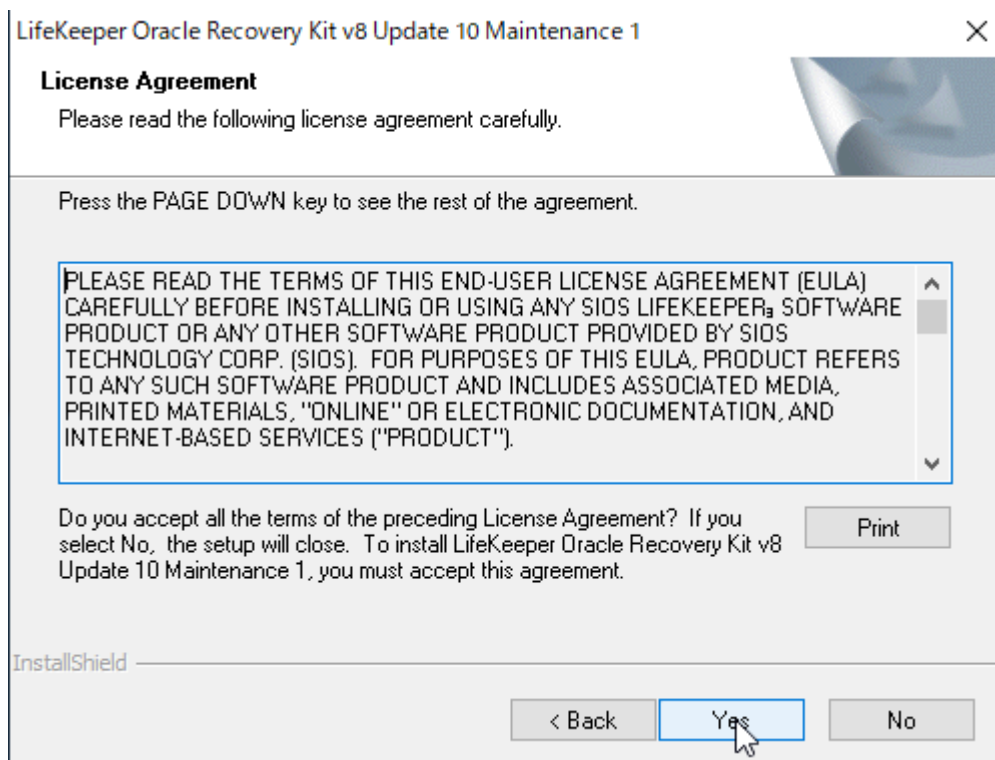 LifeKeeper Oracle Recovery Kit v8 Update 10 Maintenance 1
License Agreement
Please read the following license agreement carefully.
Press the PAGE DOWN key to see the rest of the agreement.
PLEASE READ THE TERMS OF THIS END-USER LICENSE AGREEMENT (EULA)
CAREFULLY BEFORE INSTALLING OR USING ANY SIOS LIFEKEEPER₃ SOFTWARE
PRODUCT OR ANY OTHER SOFTWARE PRODUCT PROVIDED BY SIOS
TECHNOLOGY CORP. (SIOS).  FOR PURPOSES OF THIS EULA, PRODUCT REFERS
TO ANY SUCH SOFTWARE PRODUCT AND INCLUDES ASSOCIATED MEDIA,
PRINTED MATERIALS, "ONLINE" OR ELECTRONIC DOCUMENTATION, AND
INTERNET-BASED SERVICES ("PRODUCT").
Do you accept all the terms of the preceding License Agreement?  If you
select No,  the setup will close.  To install LifeKeeper Oracle Recovery Kit v8
Update 10 Maintenance 1, you must accept this agreement.
Print
InstallShield
< Back
Yes
No